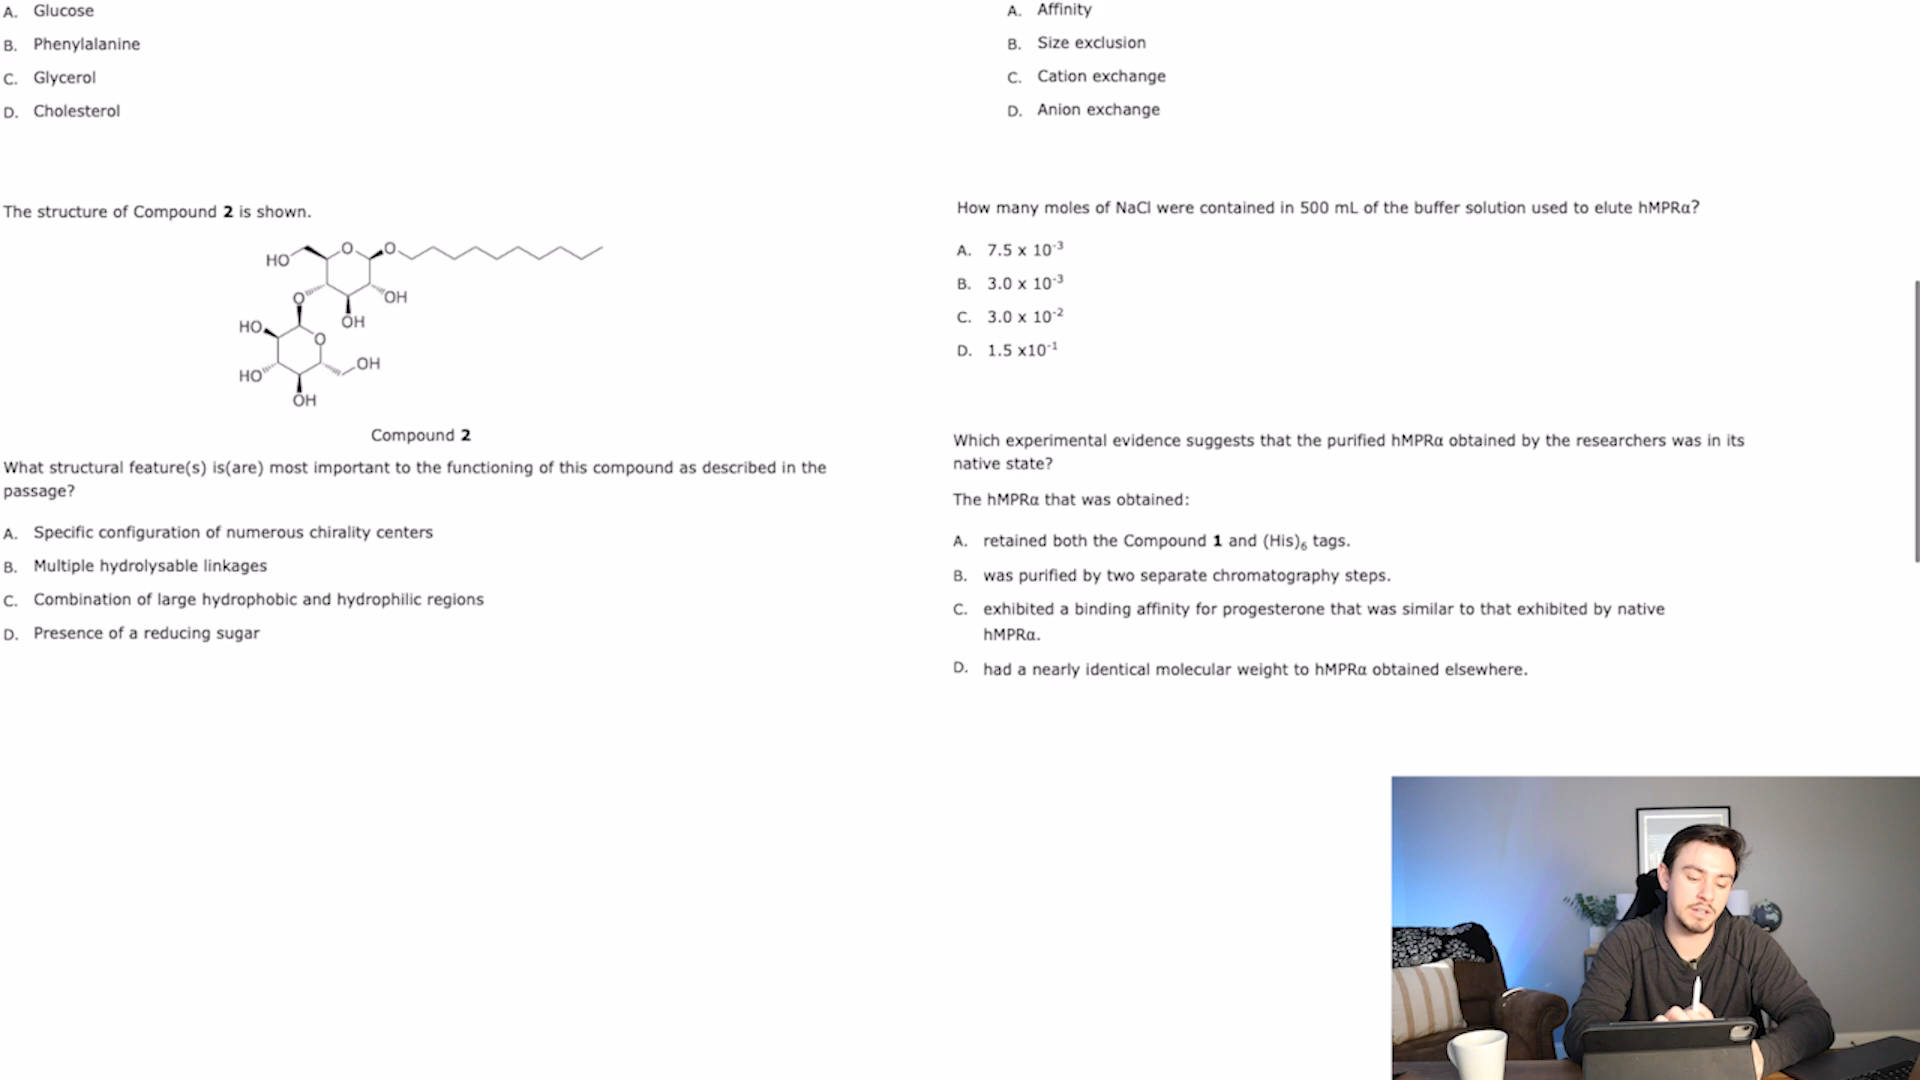 A. Glucose
B. Phenylalanine
C. Glycerol
D. Cholesterol
The structure of Compound 2 is shown.
HO
O
O
O
OH
OH
HO
O
HO
OH
OH
Compound 2
What structural feature(s) is(are) most important to the functioning of this compound as described in the
passage?
A. Specific configuration of numerous chirality centers
B. Multiple hydrolysable linkages
C. Combination of large hydrophobic and hydrophilic regions
D. Presence of a reducing sugar
A. Affinity
B. Size exclusion
C. Cation exchange
D. Anion exchange
How many moles of NaCl were contained in 500 mL of the buffer solution used to elute hMPRα?
A. 7.5 x 10⁻³
B. 3.0 x 10⁻³
C. 3.0 x 10⁻²
D. 1.5 x10⁻¹
Which experimental evidence suggests that the purified hMPRα obtained by the researchers was in its
native state?
The hMPRα that was obtained:
A. retained both the Compound 1 and (His)₆ tags.
B. was purified by two separate chromatography steps.
C. exhibited a binding affinity for progesterone that was similar to that exhibited by native
hMPRα.
D. had a nearly identical molecular weight to hMPRα obtained elsewhere.